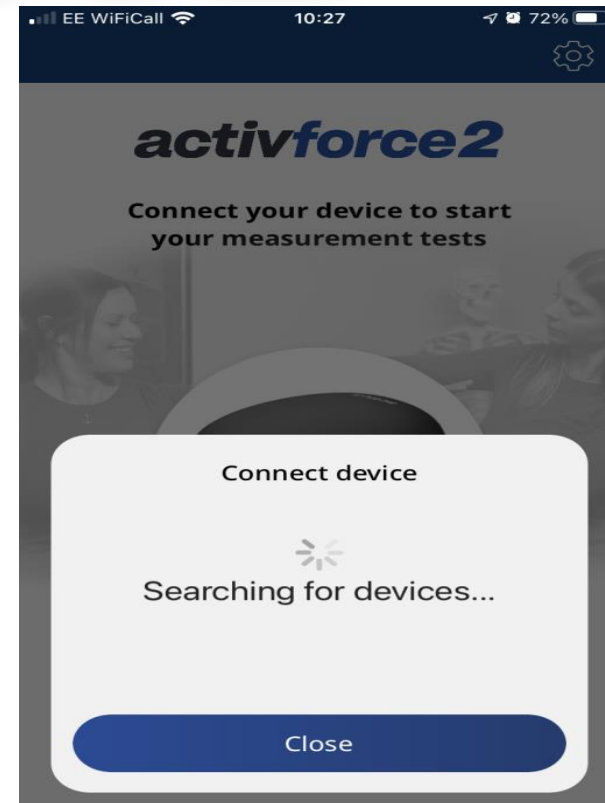 EE WiFiCall 10:27 72%
activforce2
Connect your device to start
your measurement tests
Connect device
Searching for devices...
Close